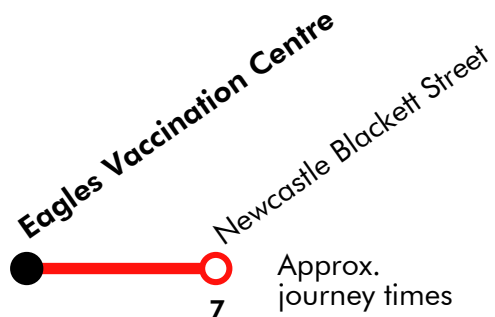 Eagles Vaccination Centre
Newcastle Blackett Street
7
Approx.
journey times